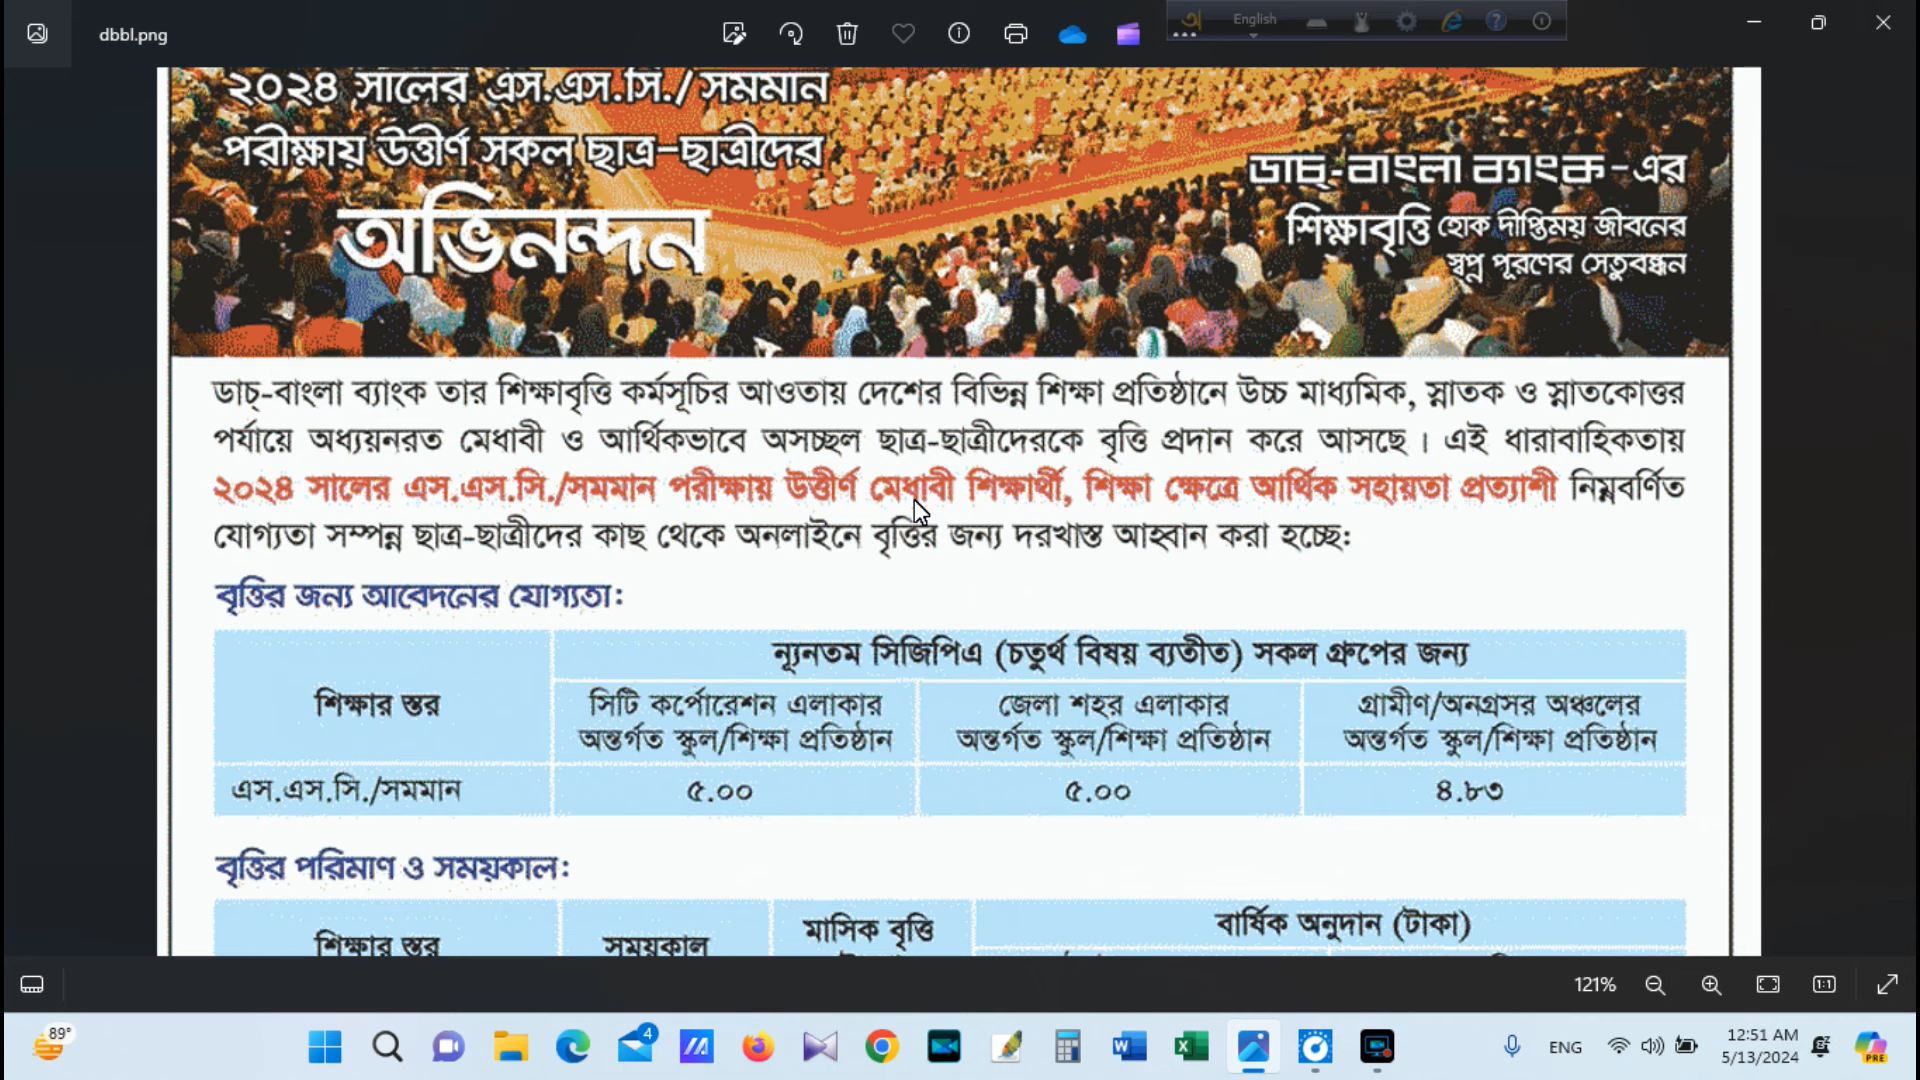 dbbl.png
English
২০২৪ সালের এস.এস.সি./সমমান
পরীক্ষায় উত্তীর্ণ সকল ছাত্র-ছাত্রীদের
অভিনন্দন
ডাচ্-বাংলা ব্যাংক-এর
শিক্ষাবৃত্তি হোক দীপ্তিময় জীবনের
স্বপ্ন পূরণের সেতুবন্ধন
ডাচ্-বাংলা ব্যাংক তার শিক্ষাবৃত্তি কর্মসূচির আওতায় দেশের বিভিন্ন শিক্ষা প্রতিষ্ঠানে উচ্চ মাধ্যমিক, স্নাতক ও স্নাতকোত্তর
পর্যায়ে অধ্যয়নরত মেধাবী ও আর্থিকভাবে অসচ্ছল ছাত্র-ছাত্রীদেরকে বৃত্তি প্রদান করে আসছে। এই ধারাবাহিকতায়
২০২৪ সালের এস.এস.সি./সমমান পরীক্ষায় উত্তীর্ণ মেধাবী শিক্ষার্থী, শিক্ষা ক্ষেত্রে আর্থিক সহায়তা প্রত্যাশী নিম্নবর্ণিত
যোগ্যতা সম্পন্ন ছাত্র-ছাত্রীদের কাছ থেকে অনলাইনে বৃত্তির জন্য দরখাস্ত আহ্বান করা হচ্ছে:
বৃত্তির জন্য আবেদনের যোগ্যতা:
ন্যূনতম সিজিপিএ (চতুর্থ বিষয় ব্যতীত) সকল গ্রুপের জন্য
শিক্ষার স্তর
সিটি কর্পোরেশন এলাকার
অন্তর্গত স্কুল/শিক্ষা প্রতিষ্ঠান
জেলা শহর এলাকার
অন্তর্গত স্কুল/শিক্ষা প্রতিষ্ঠান
গ্রামীণ/অনগ্রসর অঞ্চলের
অন্তর্গত স্কুল/শিক্ষা প্রতিষ্ঠান
এস.এস.সি./সমমান ৫.০০ ৫.০০ ৪.৮৩
বৃত্তির পরিমাণ ও সময়কাল:
শিক্ষার স্তর
সময়কাল
মাসিক বৃত্তি
বার্ষিক অনুদান (টাকা)
121%
89°
4
ENG
12:51 AM
5/13/2024
PRE